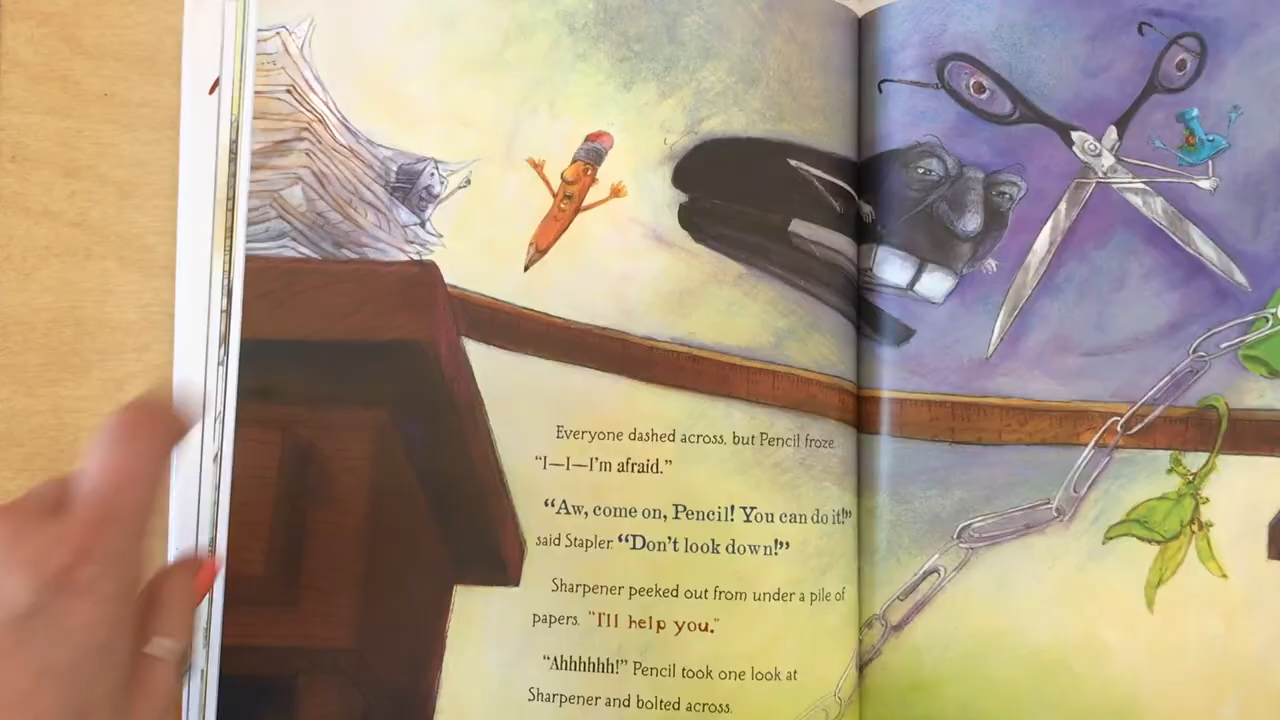 Everyone dashed across, but Pencil froze.
“I—I—I’m afraid.”
“Aw, come on, Pencil! You can do it!”
said Stapler. “Don’t look down!”
Sharpener peeked out from under a pile of
papers. “I’ll help you.”
“Ahhhhhh!” Pencil took one look at
Sharpener and bolted across.